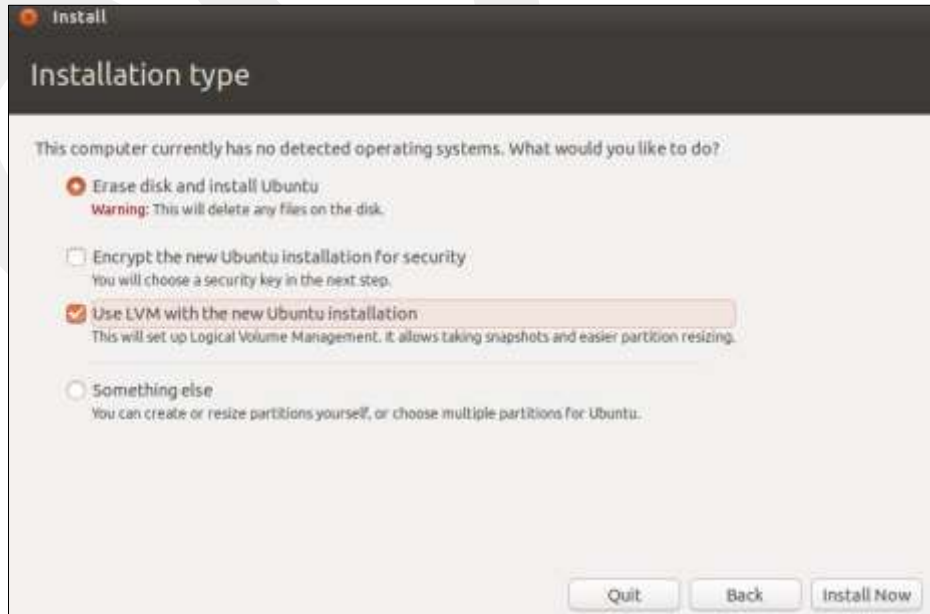 Install
Installation type
This computer currently has no detected operating systems. What would you like to do?
Erase disk and install Ubuntu
Warning: This will delete any files on the disk.
Encrypt the new Ubuntu installation for security
You will choose a security key in the next step.
Use LVM with the new Ubuntu installation
This will set up Logical Volume Management. It allows taking snapshots and easier partition resizing.
Something else
You can create or resize partitions yourself, or choose multiple partitions for Ubuntu.
Quit Back Install Now